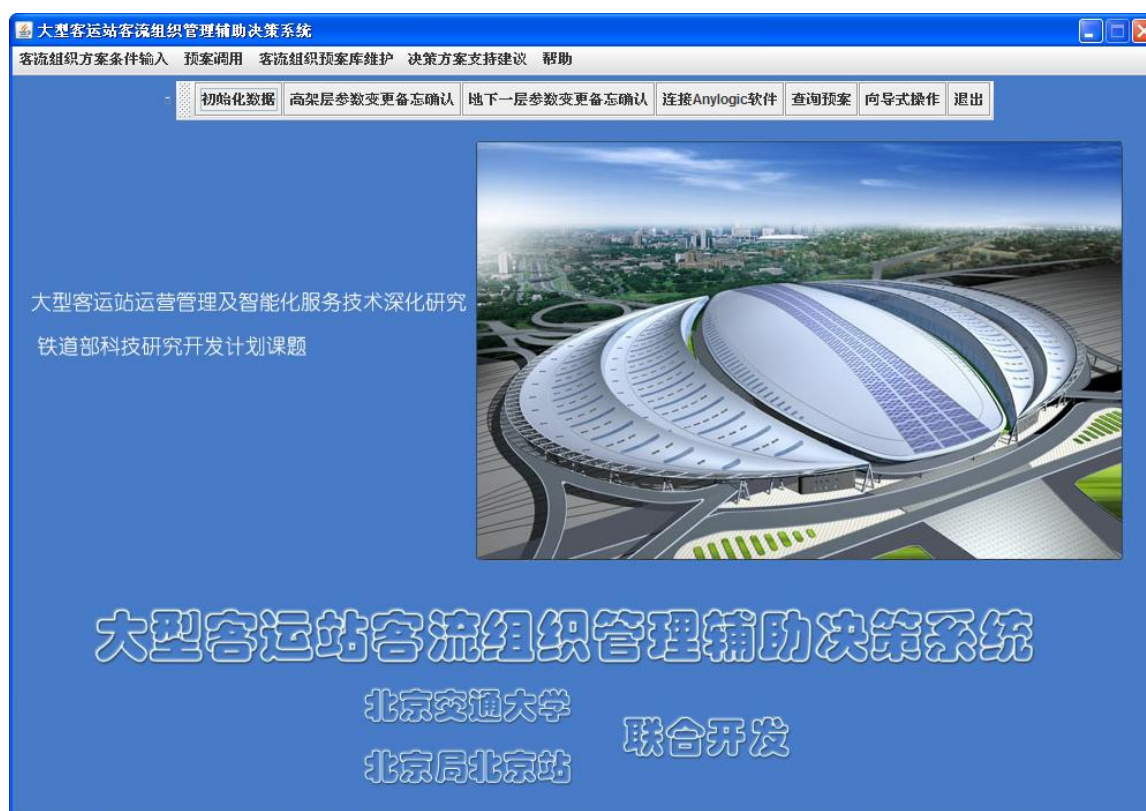 大型客运站客流组织管理辅助决策系统
客流组织方案条件输入 预案调用 客流组织预案库维护 决策方案支持建议 帮助
初始化数据 高架层参数变更备忘确认 地下一层参数变更备忘确认 连接Anylogic软件 查询预案 向导式操作 退出
大型客运站运营管理及智能化服务技术深化研究
铁道部科技研究开发计划课题
大型客运站客流组织管理辅助决策系统
北京交通大学
联合开发
北京局北京站